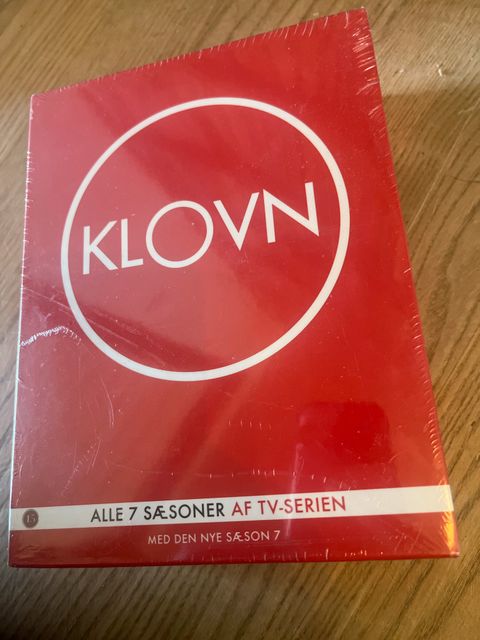 KLOVN
15
ALLE 7 SÆSONER AF TV-SERIEN
MED DEN NYE SÆSON 7